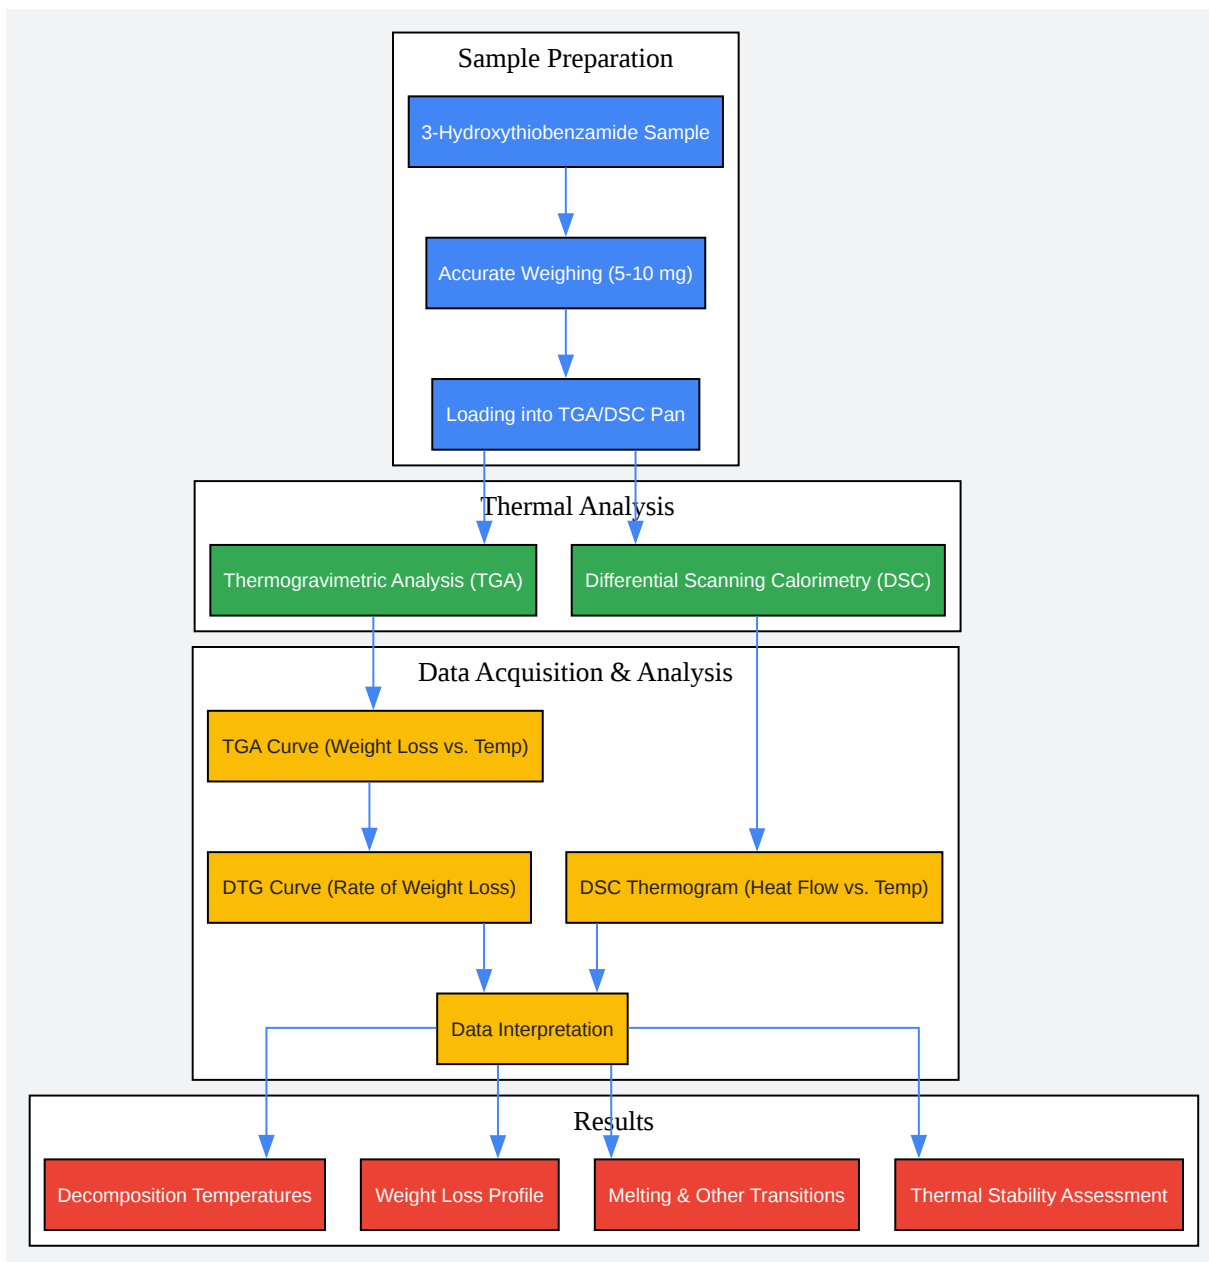 Sample Preparation
3-Hydroxythiobenzamide Sample
Accurate Weighing (5-10 mg)
Loading into TGA/DSC Pan
Thermal Analysis
Thermogravimetric Analysis (TGA)
Differential Scanning Calorimetry (DSC)
Data Acquisition & Analysis
TGA Curve (Weight Loss vs. Temp)
DTG Curve (Rate of Weight Loss)
DSC Thermogram (Heat Flow vs. Temp)
Data Interpretation
Results
Decomposition Temperatures
Weight Loss Profile
Melting & Other Transitions
Thermal Stability Assessment